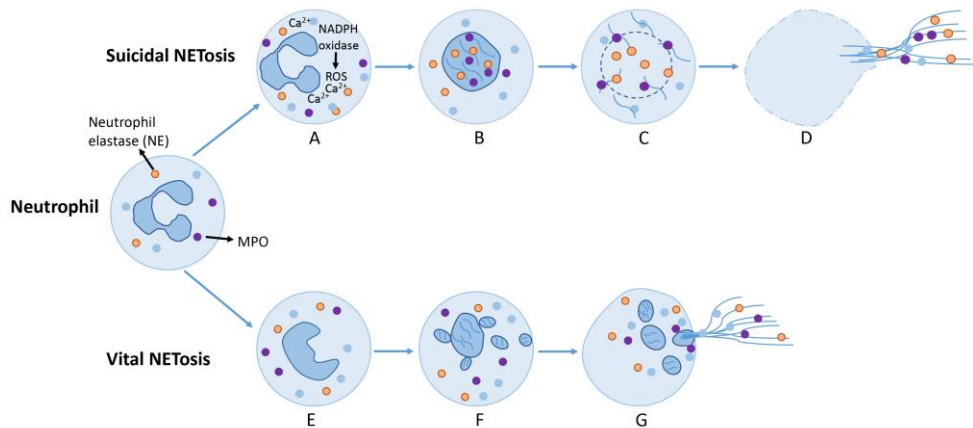 Suicidal NETosis
Ca²⁺
NADPH
oxidase
ROS
Ca²⁺
Ca²⁺
A
B
C
D
Neutrophil
elastase (NE)
Neutrophil
MPO
Vital NETosis
E
F
G